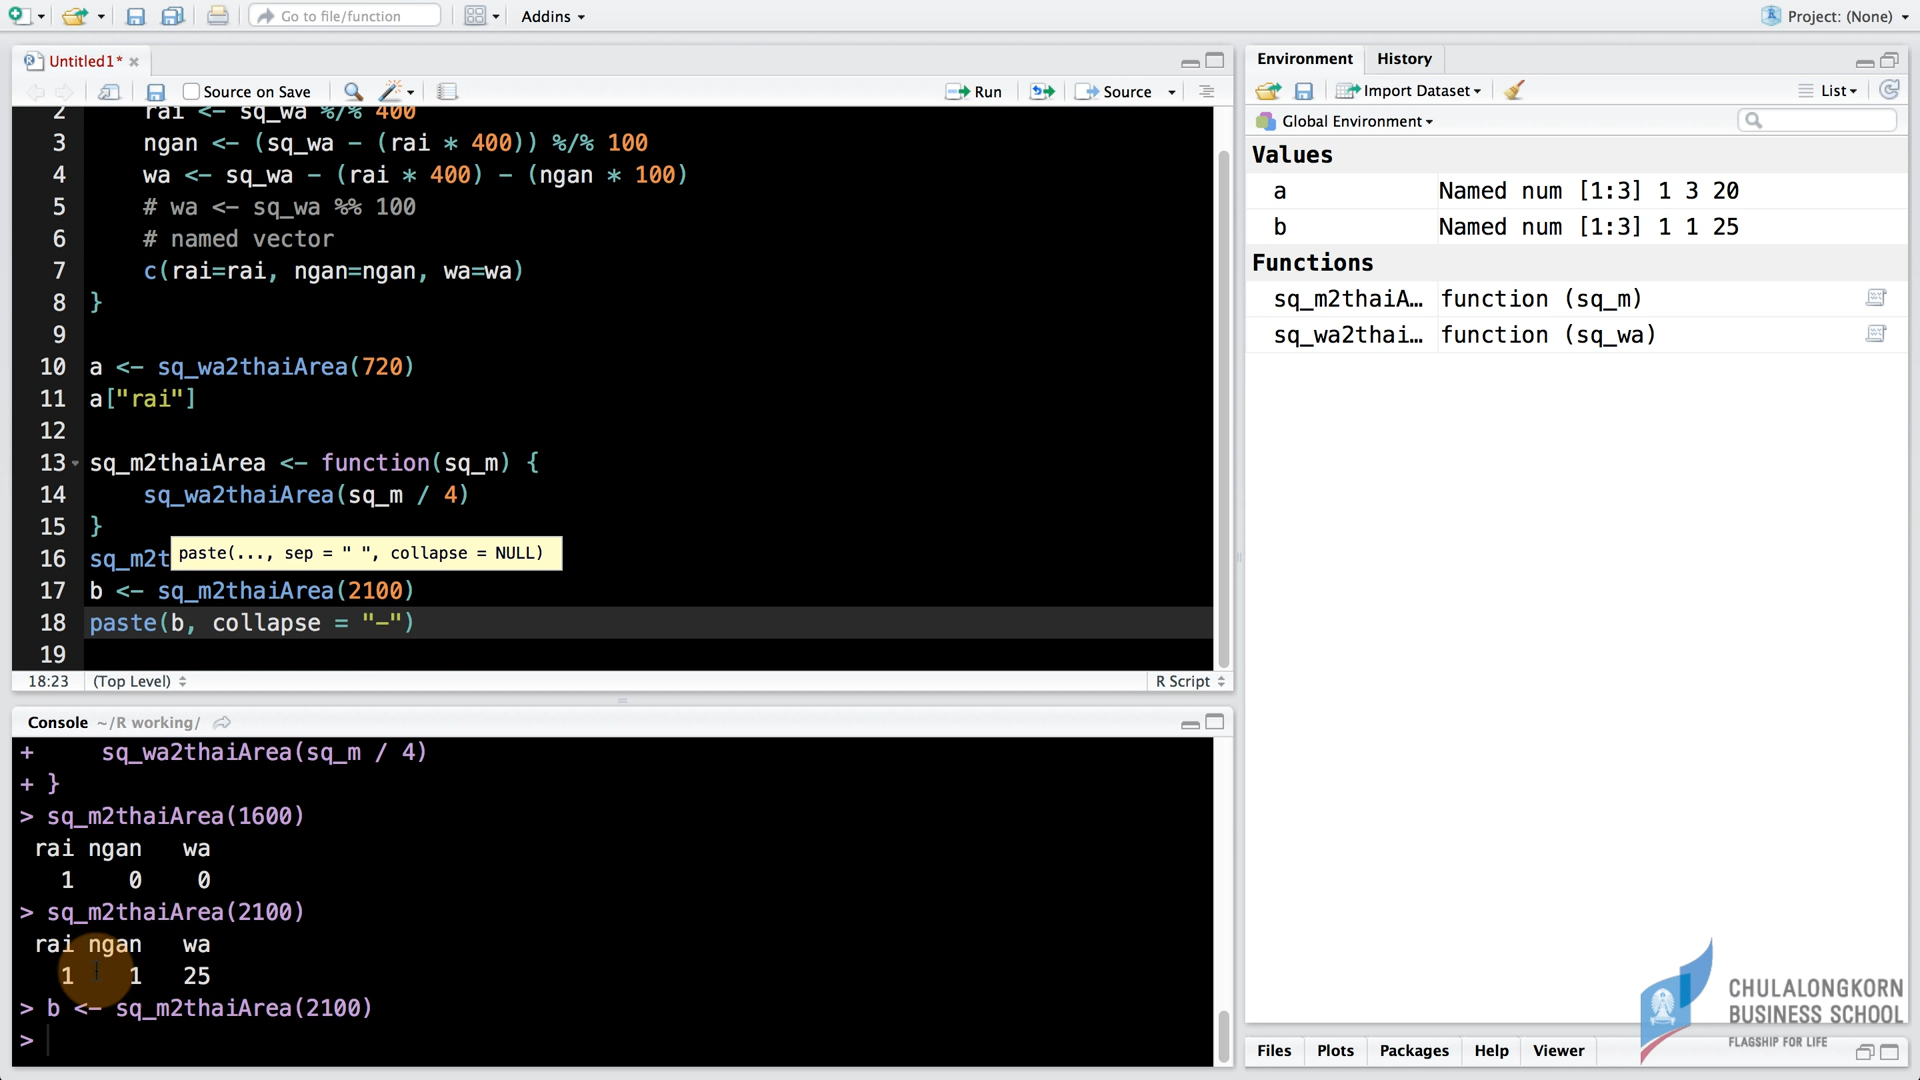 Go to file/function
Addins
Project: (None)
Untitled1*
Source on Save
Run
Source
2 rai <- sq_wa %/% 400
3 ngan <- (sq_wa - (rai * 400)) %/% 100
4 wa <- sq_wa - (rai * 400) - (ngan * 100)
5 # wa <- sq_wa %% 100
6 # named vector
7 c(rai=rai, ngan=ngan, wa=wa)
8 }
9
10 a <- sq_wa2thaiArea(720)
11 a["rai"]
12
13 sq_m2thaiArea <- function(sq_m) {
14 sq_wa2thaiArea(sq_m / 4)
15 }
paste(..., sep = " ", collapse = NULL)
16 sq_m2t
17 b <- sq_m2thaiArea(2100)
18 paste(b, collapse = "-")
19
18:23 (Top Level) R Script
Console ~/R working/
+ sq_wa2thaiArea(sq_m / 4)
+ }
> sq_m2thaiArea(1600)
rai ngan wa
1 0 0
> sq_m2thaiArea(2100)
rai ngan wa
1 1 25
> b <- sq_m2thaiArea(2100)
>
Environment History
Import Dataset List
Global Environment
Values
a Named num [1:3] 1 3 20
b Named num [1:3] 1 1 25
Functions
sq_m2thaiA… function (sq_m)
sq_wa2thai… function (sq_wa)
Files Plots Packages Help Viewer
CHULALONGKORN
BUSINESS SCHOOL
FLAGSHIP FOR LIFE